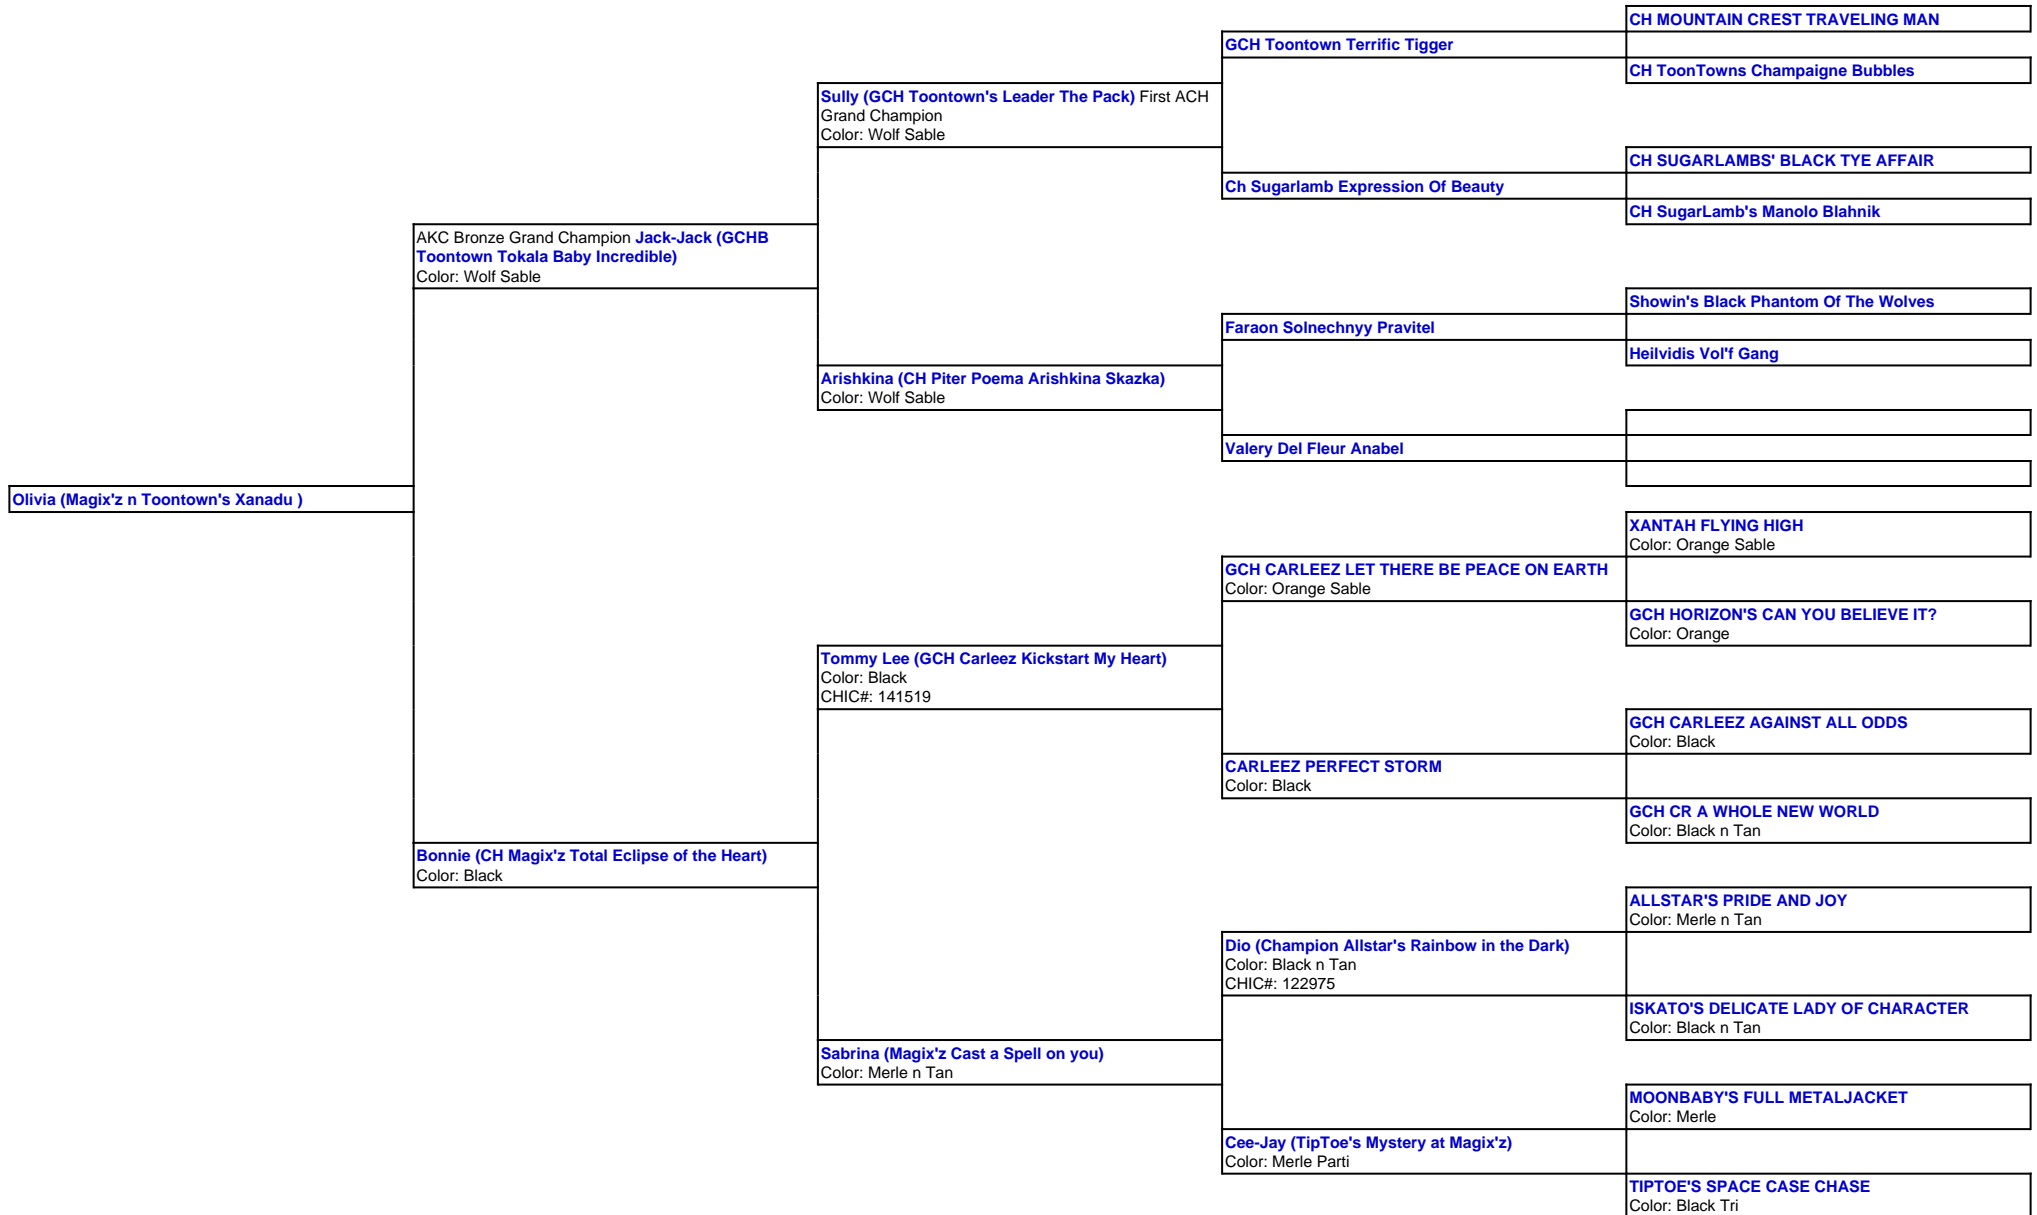 CH MOUNTAIN CREST TRAVELING MAN
GCH Toontown Terrific Tigger
CH ToonTowns Champaigne Bubbles
Sully (GCH Toontown's Leader The Pack) First ACH
Grand Champion
Color: Wolf Sable
CH SUGARLAMBS' BLACK TYE AFFAIR
Ch Sugarlamb Expression Of Beauty
CH SugarLamb's Manolo Blahnik
AKC Bronze Grand Champion Jack-Jack (GCHB
Toontown Tokala Baby Incredible)
Color: Wolf Sable
Showin's Black Phantom Of The Wolves
Faraon Solnechnyy Pravitel
Heilvidis Vol'f Gang
Arishkina (CH Piter Poema Arishkina Skazka)
Color: Wolf Sable
Valery Del Fleur Anabel
Olivia (Magix'z n Toontown's Xanadu )
XANTAH FLYING HIGH
Color: Orange Sable
GCH CARLEEZ LET THERE BE PEACE ON EARTH
Color: Orange Sable
GCH HORIZON'S CAN YOU BELIEVE IT?
Color: Orange
Tommy Lee (GCH Carleez Kickstart My Heart)
Color: Black
CHIC#: 141519
GCH CARLEEZ AGAINST ALL ODDS
Color: Black
CARLEEZ PERFECT STORM
Color: Black
GCH CR A WHOLE NEW WORLD
Color: Black n Tan
Bonnie (CH Magix'z Total Eclipse of the Heart)
Color: Black
ALLSTAR'S PRIDE AND JOY
Color: Merle n Tan
Dio (Champion Allstar's Rainbow in the Dark)
Color: Black n Tan
CHIC#: 122975
ISKATO'S DELICATE LADY OF CHARACTER
Color: Black n Tan
Sabrina (Magix'z Cast a Spell on you)
Color: Merle n Tan
MOONBABY'S FULL METALJACKET
Color: Merle
Cee-Jay (TipToe's Mystery at Magix'z)
Color: Merle Parti
TIPTOE'S SPACE CASE CHASE
Color: Black Tri